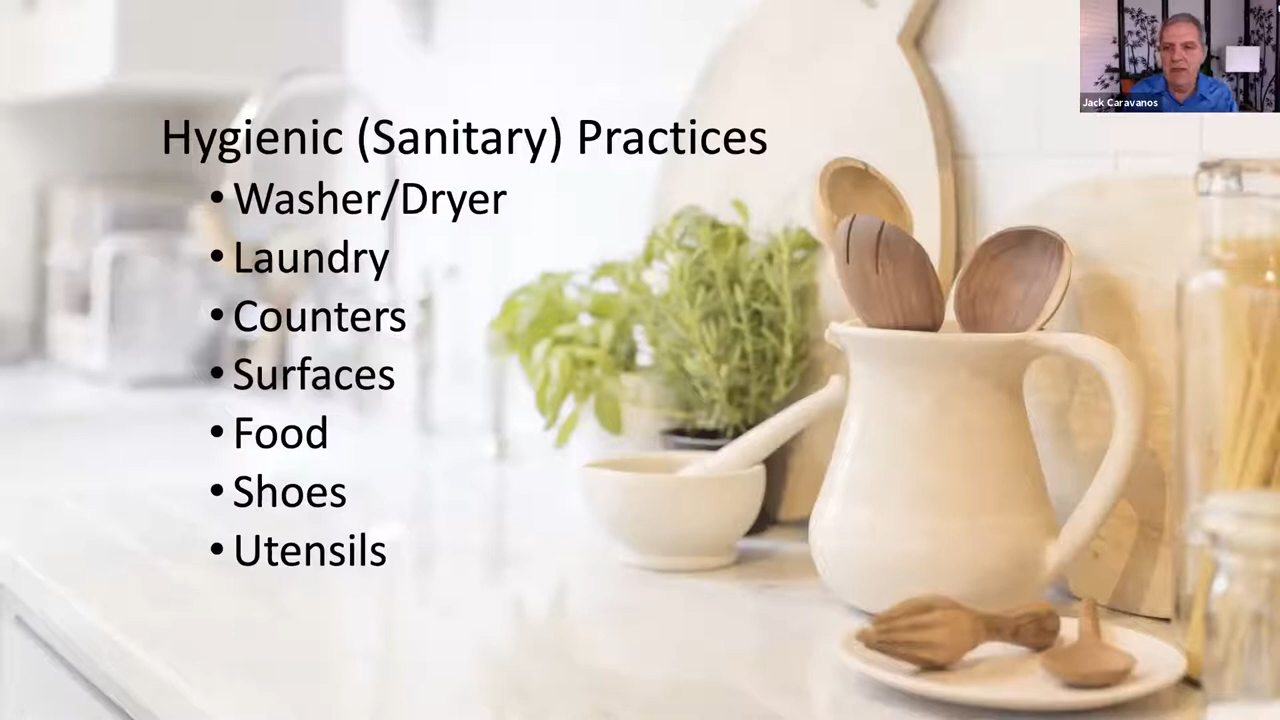 Hygienic (Sanitary) Practices
• Washer/Dryer
• Laundry
• Counters
• Surfaces
• Food
• Shoes
• Utensils
Jack Caravanos